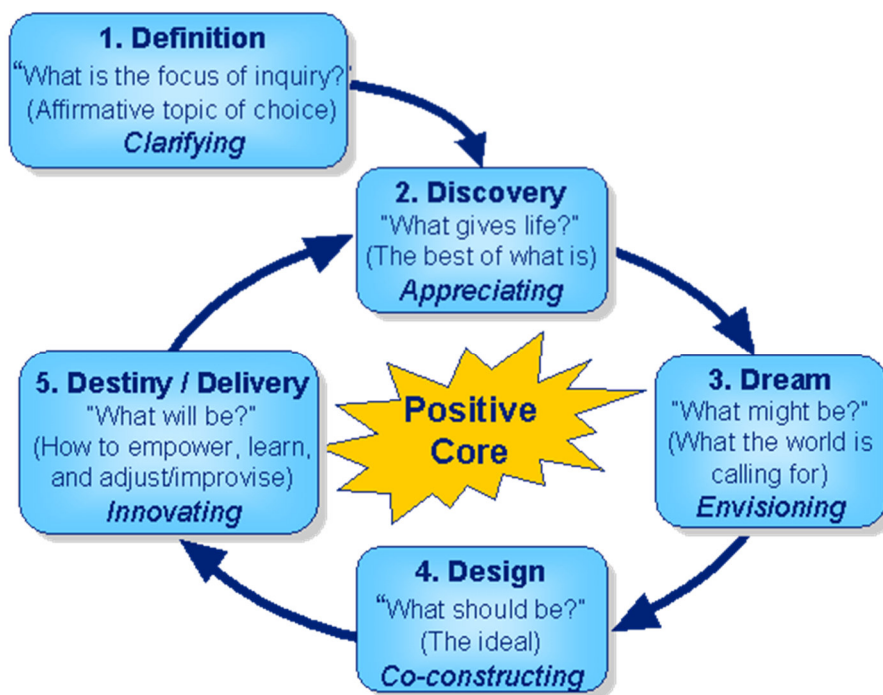 1. Definition
“What is the focus of inquiry?"
(Affirmative topic of choice)
Clarifying
2. Discovery
"What gives life?"
(The best of what is)
Appreciating
3. Dream
"What might be?"
(What the world is
calling for)
Envisioning
4. Design
“What should be?"
(The ideal)
Co-constructing
5. Destiny / Delivery
"What will be?"
(How to empower, learn,
and adjust/improvise)
Innovating
Positive
Core